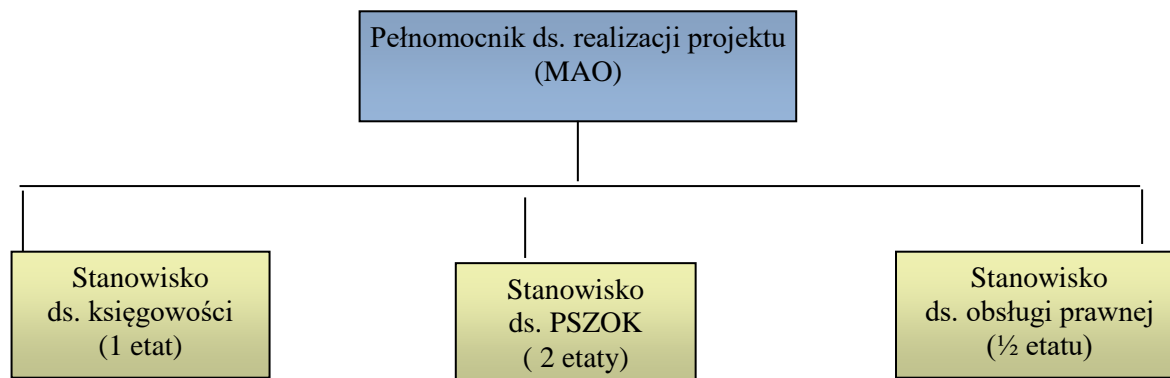 Pełnomocnik ds. realizacji projektu
(MAO)
Stanowisko
ds. księgowości
(1 etat)
Stanowisko
ds. PSZOK
( 2 etaty)
Stanowisko
ds. obsługi prawnej
(½ etatu)